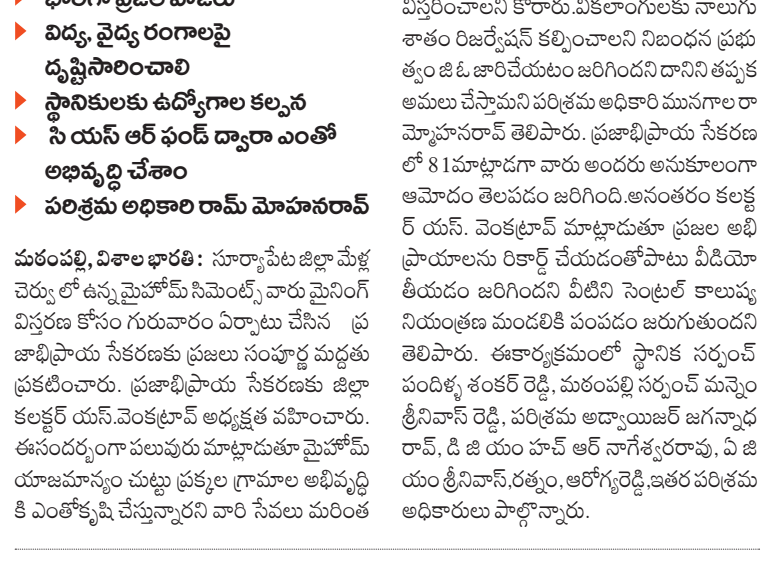 విద్య, వైద్య రంగాలపై
దృష్టిసారించాలి
స్థానికులకు ఉద్యోగాల కల్పన
సి యస్ ఆర్ ఫండ్ ద్వారా ఎంతో
అభివృద్ధి చేశాం
పరిశ్రమ అధికారి రామ్ మోహనరావ్
మఠంపల్లి, విశాల భారతి: సూర్యాపేట జిల్లా మేళ్ల
చెర్వు లో ఉన్న మైహోమ్ సిమెంట్స్ వారు మైనింగ్
విస్తరణ కోసం గురువారం ఏర్పాటు చేసిన ప్ర
జాభిప్రాయ సేకరణకు ప్రజలు సంపూర్ణ మద్దతు
ప్రకటించారు. ప్రజాభిప్రాయ సేకరణకు జిల్లా
కలక్టర్ యస్.వెంకట్రావ్ అధ్యక్షత వహించారు.
ఈసందర్బంగా పలువురు మాట్లాడుతూ మైహోమ్
యాజమాన్యం చుట్టు ప్రక్కల గ్రామాల అభివృద్ధి
కి ఎంతోకృషి చేస్తున్నారని వారి సేవలు మరింత
విస్తరించాలని కోరారు.వికలాంగులకు నాలుగు
శాతం రిజర్వేషన్ కల్పించాలని నిబంధన ప్రభు
త్వం జి ఓ జారిచేయటం జరిగిందని దానిని తప్పక
అమలు చేస్తామని పరిశ్రమ అధికారి మునగాల రా
మ్మోహనరావ్ తెలిపారు. ప్రజాభిప్రాయ సేకరణ
లో 81మాట్లాడగా వారు అందరు అనుకూలంగా
ఆమోదం తెలపడం జరిగింది.అనంతరం కలక్ట
ర్ యస్. వెంకట్రావ్ మాట్లాడుతూ ప్రజల అభి
ప్రాయాలను రికార్డ్ చేయడంతోపాటు వీడియో
తీయడం జరిగిందని వీటిని సెంట్రల్ కాలుష్య
నియంత్రణ మండలికి పంపడం జరుగుతుందని
తెలిపారు. ఈకార్యక్రమంలో స్థానిక సర్పంచ్
పందిళ్ళ శంకర్ రెడ్డి, మఠంపల్లి సర్పంచ్ మన్నెం
శ్రీనివాస్ రెడ్డి, పరిశ్రమ అడ్వాయిజర్ జగన్నాధ
రావ్, డి జి యం హచ్ ఆర్ నాగేశ్వరరావు, ఏ జి
యం శ్రీనివాస్,రత్నం,ఆరోగ్యరెడ్డి,ఇతర పరిశ్రమ
అధికారులు పాల్గొన్నారు.